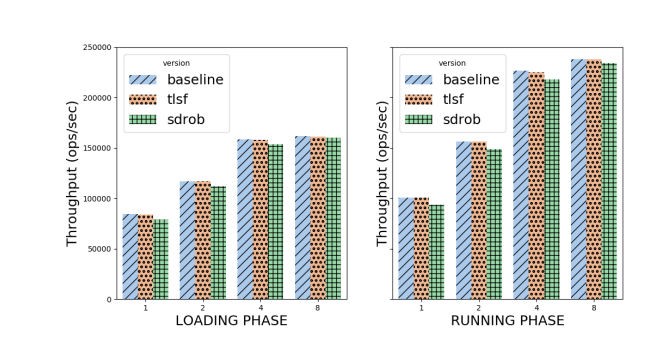 250000
200000
150000
100000
50000
0
Throughput (ops/sec)
version
baseline
tlsf
sdrob
1 2 4 8
LOADING PHASE
Throughput (ops/sec)
version
baseline
tlsf
sdrob
1 2 4 8
RUNNING PHASE